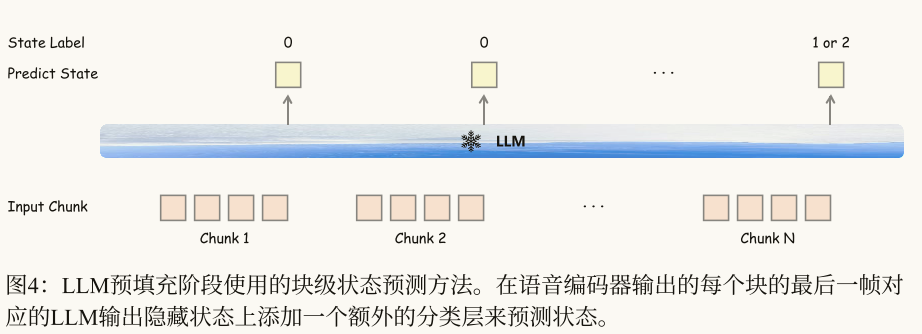 State Label 0 0 1 or 2
Predict State ...
LLM
Input Chunk ...
Chunk 1 Chunk 2 Chunk N
图4：LLM预填充阶段使用的块级状态预测方法。在语音编码器输出的每个块的最后一帧对
应的LLM输出隐藏状态上添加一个额外的分类层来预测状态。